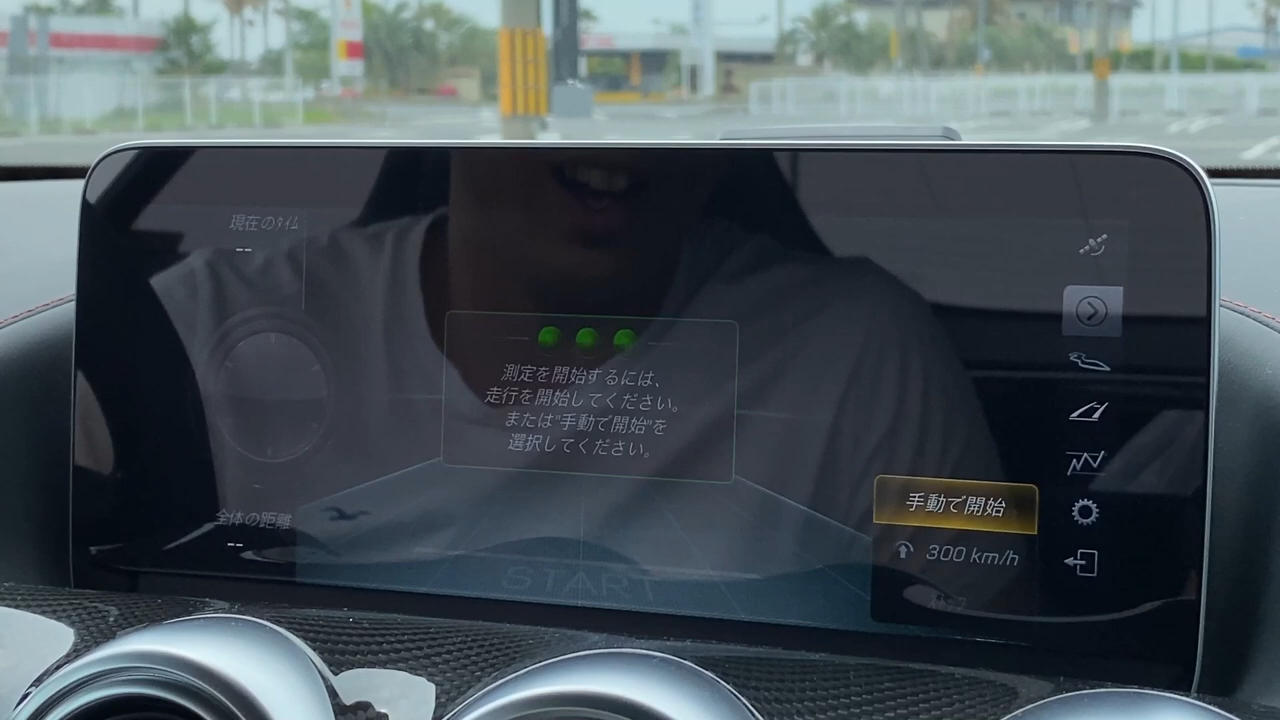 現在のタイム
--
測定を開始するには、
走行を開始してください。
または"手動で開始"を
選択してください。
手動で開始
300 km/h
全体の距離
--
START